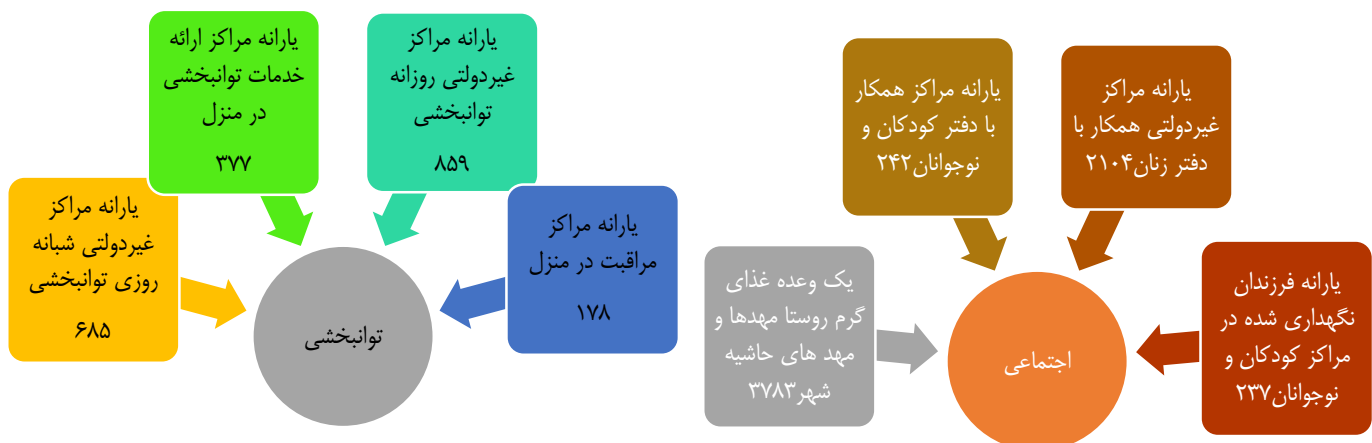 یارانه مراکز
غیردولتی همکار با
دفتر زنان۲۱۰۴
یارانه مراکز همکار
با دفتر کودکان و
نوجوانان۲۴۲
یارانه فرزندان
نگهداری شده در
مراکز کودکان و
نوجوانان۲۳۷
یک وعده غذای
گرم روستا مهدها و
مهد های حاشیه
شهر۳۷۸۳
اجتماعی
یارانه مراکز
غیردولتی روزانه
توانبخشی
۸۵۹
یارانه مراکز ارائه
خدمات توانبخشی
در منزل
۳۷۷
یارانه مراکز
مراقبت در منزل
۱۷۸
یارانه مراکز
غیردولتی شبانه
روزی توانبخشی
۶۸۵
توانبخشی